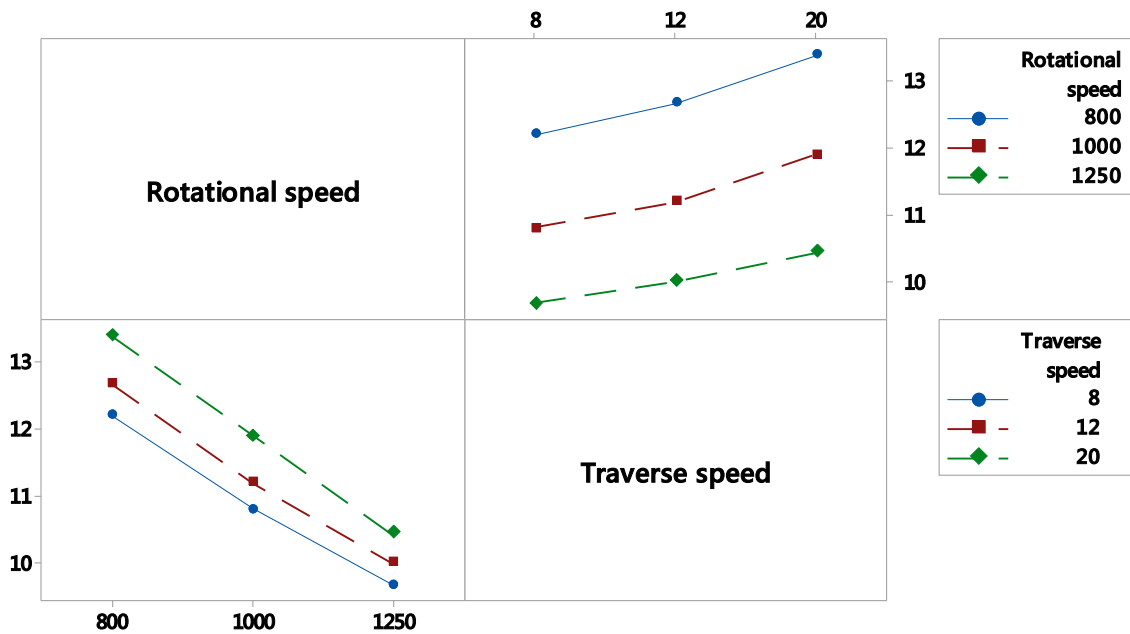 8 12 20
Rotational speed
13
12
11
10
Rotational
speed
800
1000
1250
13
12
11
10
Traverse speed
800 1000 1250
Traverse
speed
8
12
20